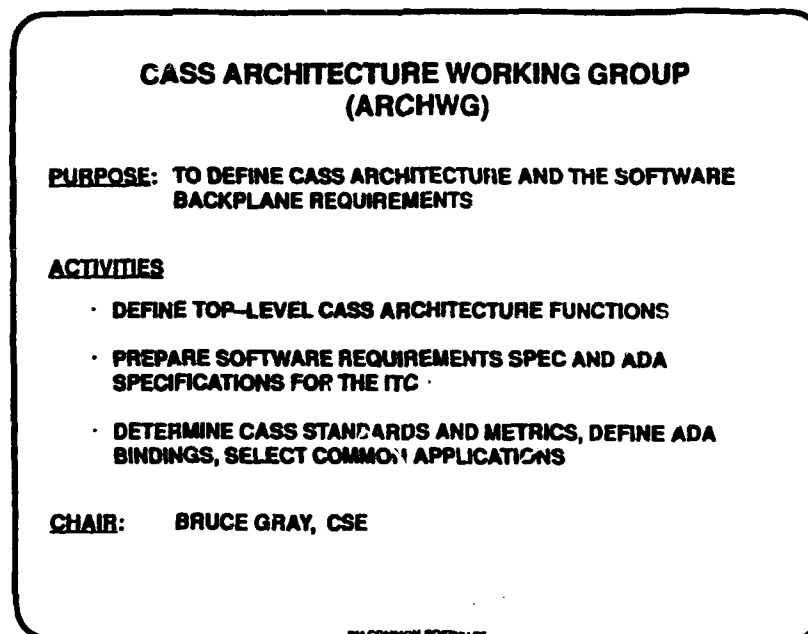 CASS ARCHITECTURE WORKING GROUP
(ARCHWG)
PURPOSE: TO DEFINE CASS ARCHITECTURE AND THE SOFTWARE
BACKPLANE REQUIREMENTS
ACTIVITIES
· DEFINE TOP-LEVEL CASS ARCHITECTURE FUNCTIONS
· PREPARE SOFTWARE REQUIREMENTS SPEC AND ADA
SPECIFICATIONS FOR THE ITC
· DETERMINE CASS STANDARDS AND METRICS, DEFINE ADA
BINDINGS, SELECT COMMON APPLICATIONS
CHAIR: BRUCE GRAY, CSE
COMMON SOFTWARE